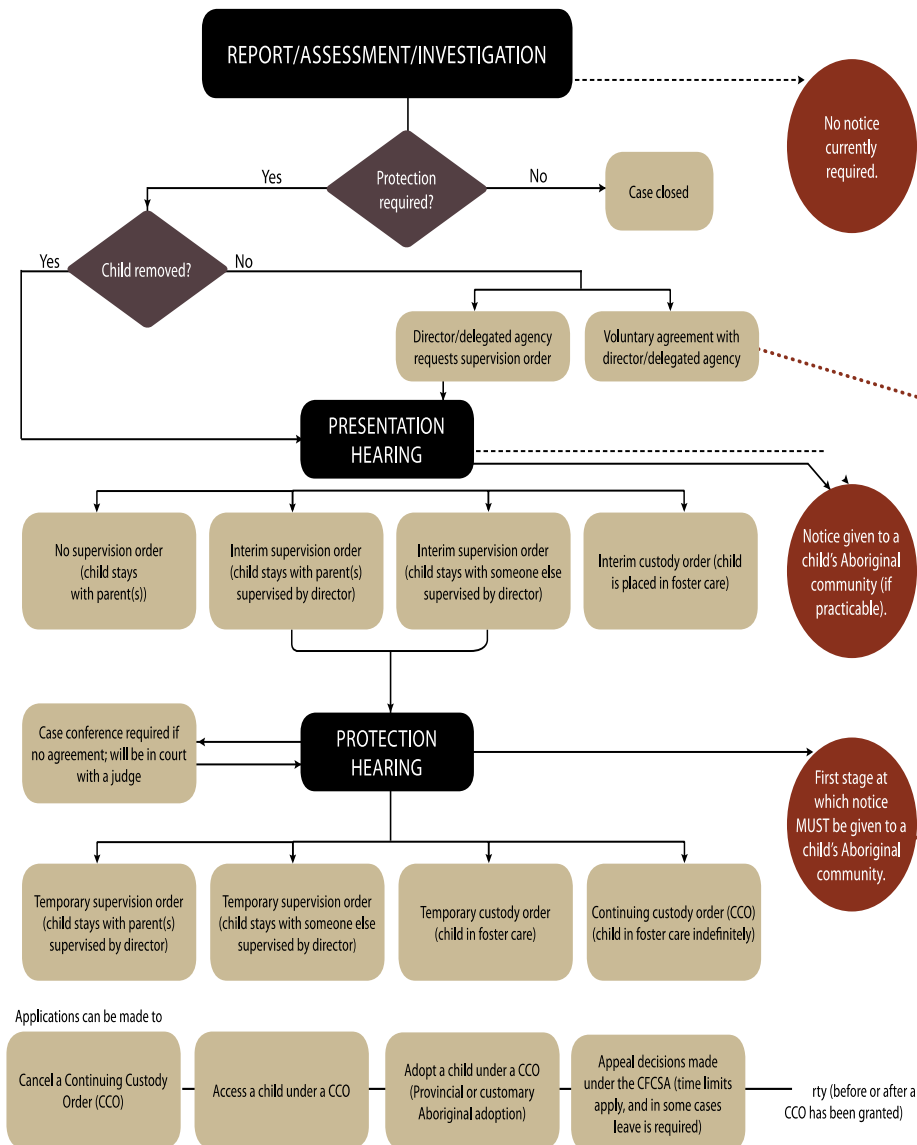 REPORT/ASSESSMENT/INVESTIGATION
No notice
currently
required.
Yes
Protection
required?
No
Case closed
Yes
Child removed?
No
Director/delegated agency
requests supervision order
Voluntary agreement with
director/delegated agency
PRESENTATION
HEARING
No supervision order
(child stays
with parent(s))
Interim supervision order
(child stays with parent(s)
supervised by director)
Interim supervision order
(child stays with someone else
supervised by director)
Interim custody order (child
is placed in foster care)
Notice given to a
child's Aboriginal
community (if
practicable).
Case conference required if
no agreement; will be in court
with a judge
PROTECTION
HEARING
First stage at
which notice
MUST be given to a
child's Aboriginal
community.
Temporary supervision order
(child stays with parent(s)
supervised by director)
Temporary supervision order
(child stays with someone else
supervised by director)
Temporary custody order
(child in foster care)
Continuing custody order (CCO)
(child in foster care indefinitely)
Applications can be made to
Cancel a Continuing Custody
Order (CCO)
Access a child under a CCO
Adopt a child under a CCO
(Provincial or customary
Aboriginal adoption)
Appeal decisions made
under the CFCSA (time limits
apply, and in some cases
leave is required)
rty (before or after a
CCO has been granted)